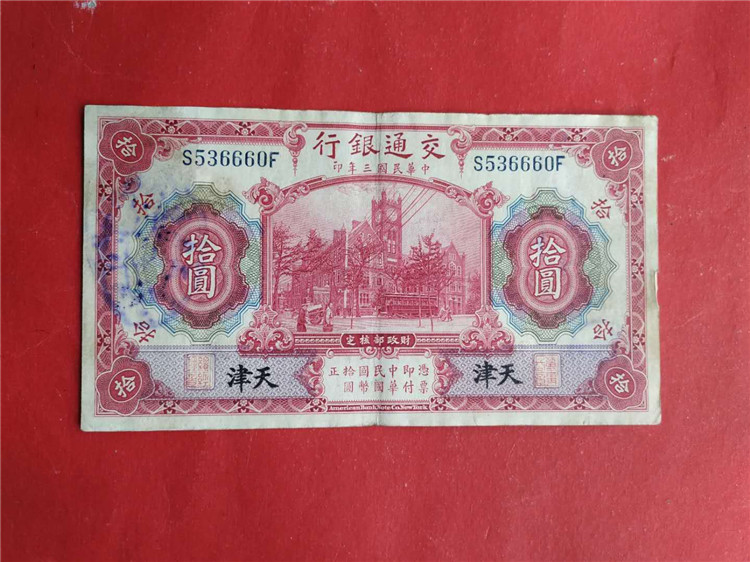 交通銀行
中華民國三年印
S536660F
S536660F
拾
拾
拾
拾
拾
拾
拾
拾
拾圓
拾圓
財政部核定
天津
天津
憑票即付中華民國國幣拾圓正
American Bank Note Co. New York.